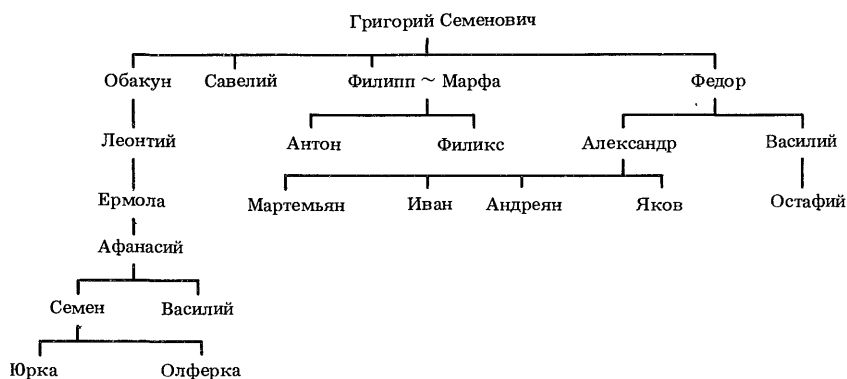 Григорий Семенович
Обакун Савелий Филипп ~ Марфа Федор
Леонтий Антон Филикс Александр Василий
Ермола Мартемьян Иван Андреян Яков Остафий
Афанасий
Семен Василий
Юрка Олферка